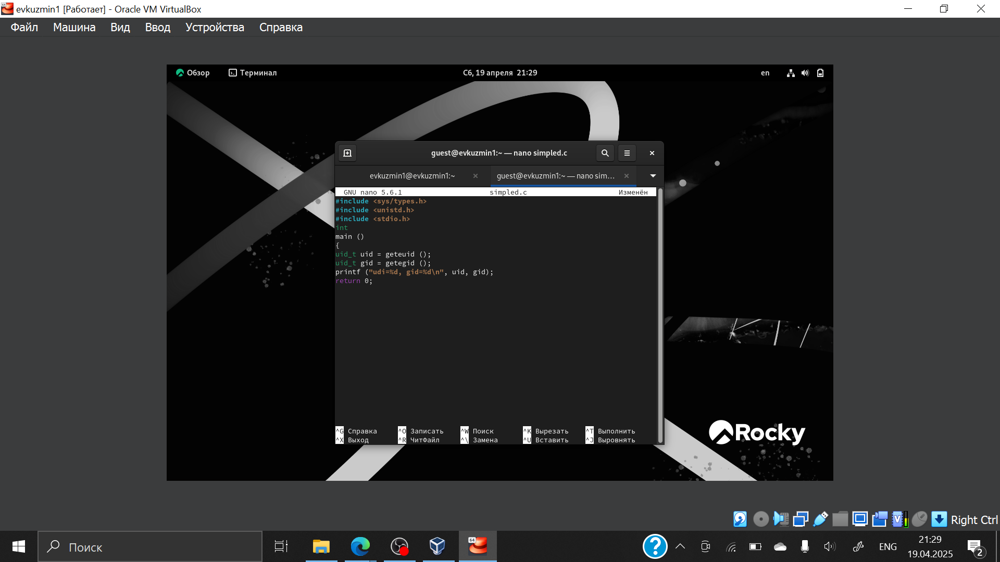 evkuzmin1 [Работает] - Oracle VM VirtualBox
Файл Машина Вид Ввод Устройства Справка
Обзор Терминал Сб, 19 апреля 21:29 en
guest@evkuzmin1:~ — nano simpled.c
evkuzmin1@evkuzmin1:~ guest@evkuzmin1:~ — nano sim...
GNU nano 5.6.1 simpled.c Изменён
#include <sys/types.h>
#include <unistd.h>
#include <stdio.h>
int
main ()
{
uid_t uid = geteuid ();
uid_t gid = getegid ();
printf ("udi=%d, gid=%d\n", uid, gid);
return 0;
^G Справка ^O Записать ^W Поиск ^K Вырезать ^T Выполнить
^X Выход ^R ЧитФайл ^\ Замена ^U Вставить ^J Выровнять
Rocky
Right Ctrl
Поиск
64
ENG
21:29
19.04.2025
2